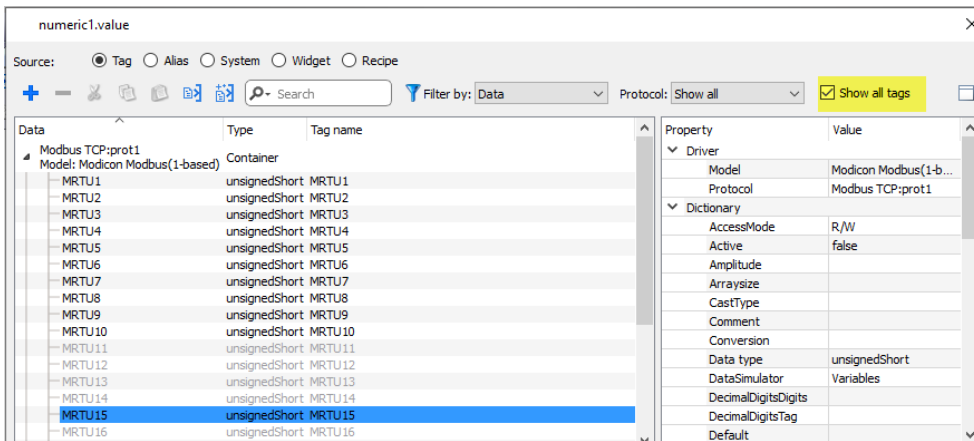 numeric1.value
Source: Tag Alias System Widget Recipe
Search Filter by: Data Protocol: Show all Show all tags
Data Type Tag name
Modbus TCP:prot1
Model: Modicon Modbus(1-based) Container
MRTU1 unsignedShort MRTU1
MRTU2 unsignedShort MRTU2
MRTU3 unsignedShort MRTU3
MRTU4 unsignedShort MRTU4
MRTU5 unsignedShort MRTU5
MRTU6 unsignedShort MRTU6
MRTU7 unsignedShort MRTU7
MRTU8 unsignedShort MRTU8
MRTU9 unsignedShort MRTU9
MRTU10 unsignedShort MRTU10
MRTU11 unsignedShort MRTU11
MRTU12 unsignedShort MRTU12
MRTU13 unsignedShort MRTU13
MRTU14 unsignedShort MRTU14
MRTU15 unsignedShort MRTU15
MRTU16 unsignedShort MRTU16
Property Value
Driver
Model Modicon Modbus(1-b...
Protocol Modbus TCP:prot1
Dictionary
AccessMode R/W
Active false
Amplitude
Arraysize
CastType
Comment
Conversion
Data type unsignedShort
DataSimulator Variables
DecimalDigitsDigits
DecimalDigitsTag
Default